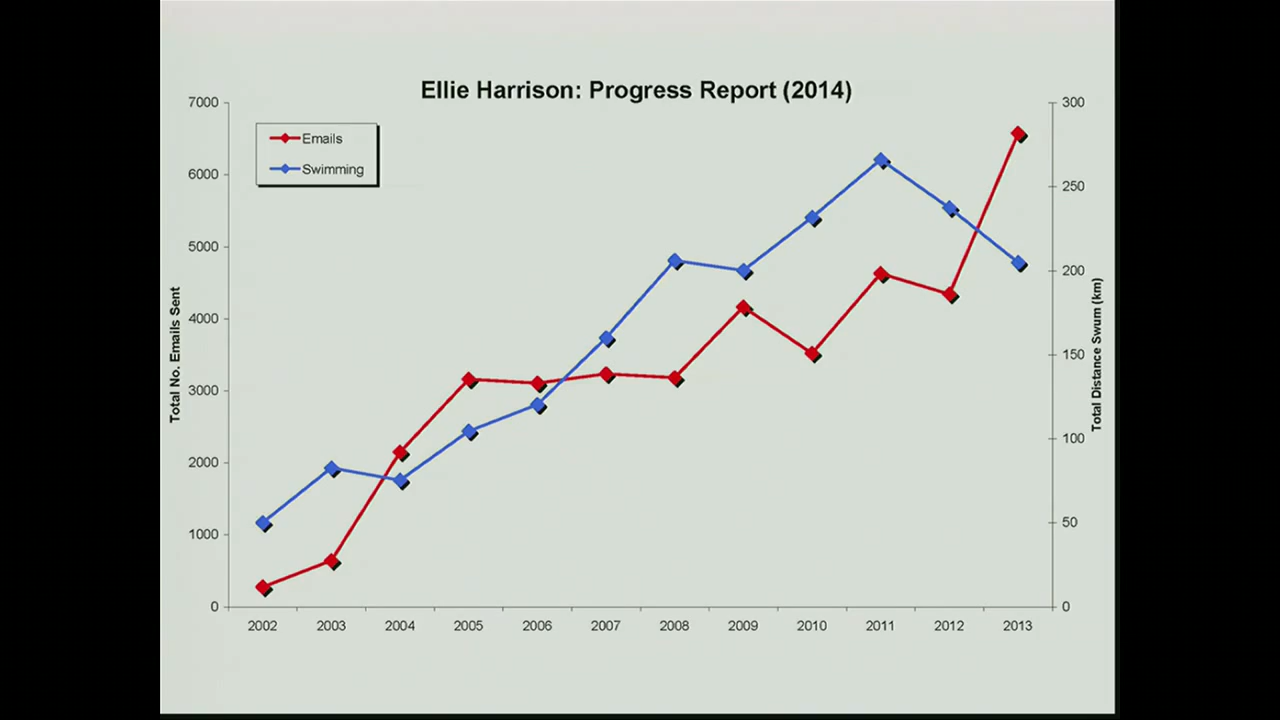 Ellie Harrison: Progress Report (2014)
Emails
Swimming
Total No. Emails Sent
7000
6000
5000
4000
3000
2000
1000
0
Total Distance Swum (km)
300
250
200
150
100
50
0
2002 2003 2004 2005 2006 2007 2008 2009 2010 2011 2012 2013